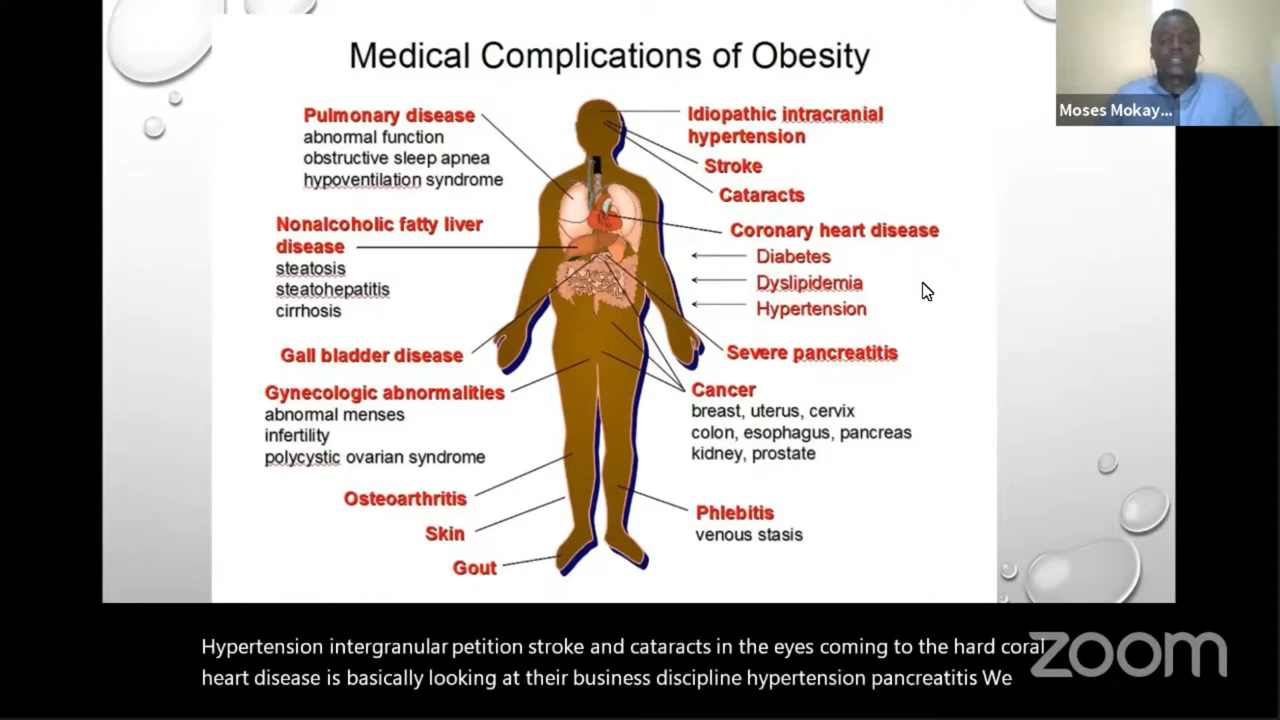 Medical Complications of Obesity
Moses Mokay...
Pulmonary disease
abnormal function
obstructive sleep apnea
hypoventilation syndrome
Nonalcoholic fatty liver
disease
steatosis
steatohepatitis
cirrhosis
Gall bladder disease
Gynecologic abnormalities
abnormal menses
infertility
polycystic ovarian syndrome
Osteoarthritis
Skin
Gout
Idiopathic intracranial
hypertension
Stroke
Cataracts
Coronary heart disease
Diabetes
Dyslipidemia
Hypertension
Severe pancreatitis
Cancer
breast, uterus, cervix
colon, esophagus, pancreas
kidney, prostate
Phlebitis
venous stasis
Hypertension intergranular petition stroke and cataracts in the eyes coming to the hard coral
heart disease is basically looking at their business discipline hypertension pancreatitis We
zoom